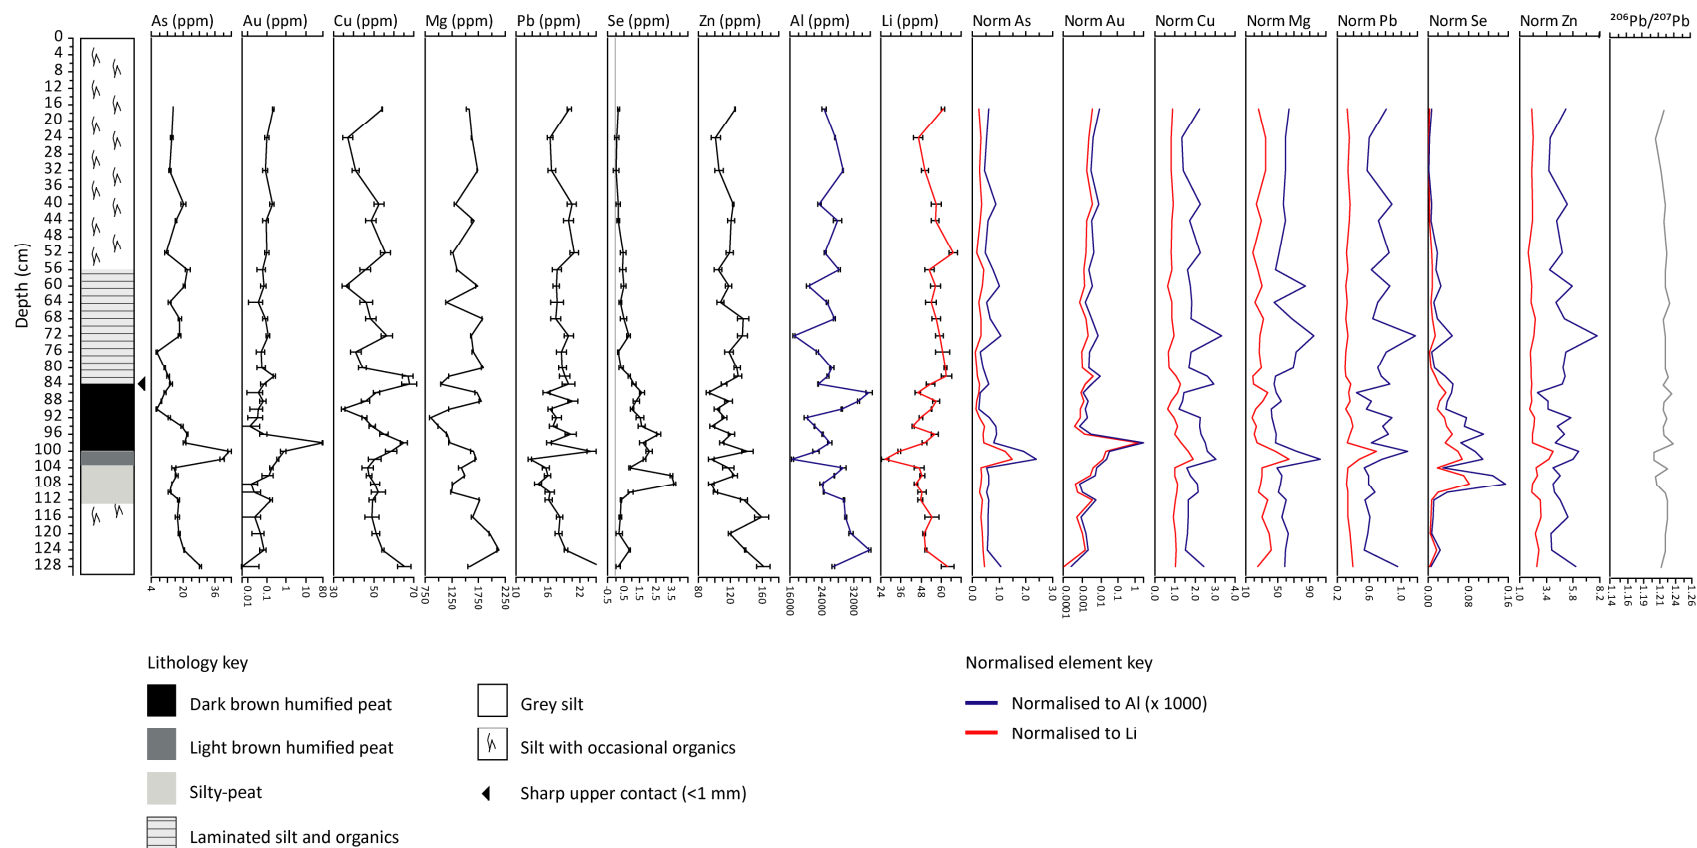 As (ppm) Au (ppm) Cu (ppm) Mg (ppm) Pb (ppm) Se (ppm) Zn (ppm) Al (ppm) Li (ppm) Norm As Norm Au Norm Cu Norm Mg Norm Pb Norm Se Norm Zn ²⁰⁶Pb/²⁰⁷Pb
Depth (cm)
0
4
8
12
16
20
24
28
32
36
40
44
48
52
56
60
64
68
72
76
80
84
88
92
96
100
104
108
112
116
120
124
128
4 20 36 0.01 0.1 1 10 80 30 50 70 750 1250 1750 2250 10 16 22 -0.5 0.5 1.5 2.5 3.5 80 120 160 16000 24000 32000 24 36 48 60 0.0 1.0 2.0 3.0 0.0001 0.001 0.01 0.1 1 0.0 1.0 2.0 3.0 4.0 10 50 90 0.2 0.6 1.0 0.00 0.08 0.16 1.0 3.4 5.8 8.2 1.14 1.16 1.19 1.21 1.24 1.26
Lithology key
Dark brown humified peat
Light brown humified peat
Silty-peat
Laminated silt and organics
Grey silt
Silt with occasional organics
Sharp upper contact (<1 mm)
Normalised element key
Normalised to Al (x 1000)
Normalised to Li